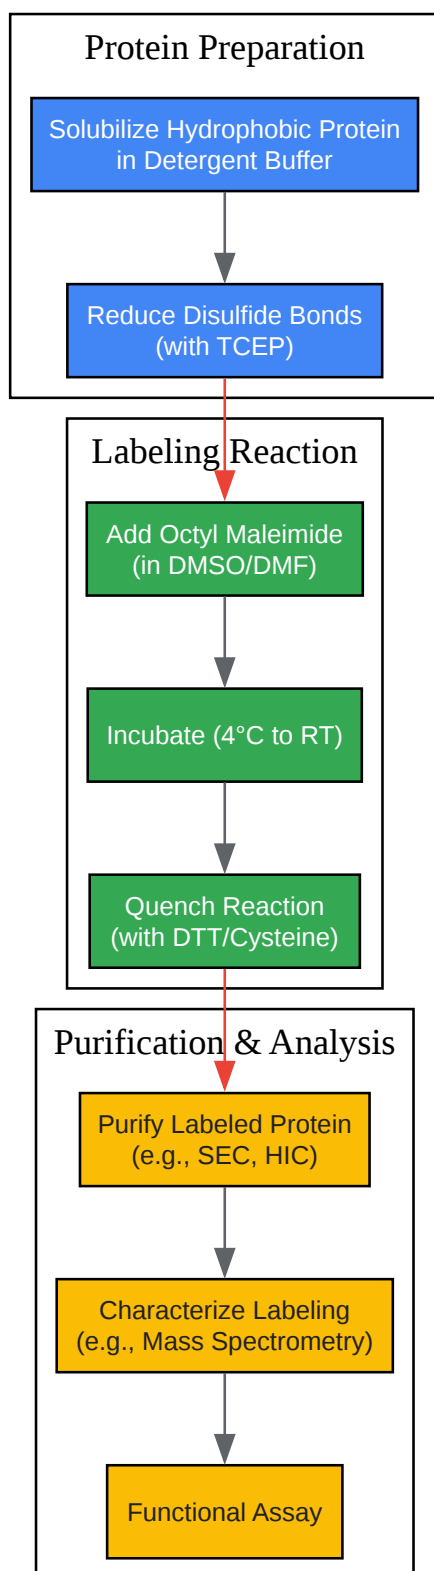 Protein Preparation
Solubilize Hydrophobic Protein
in Detergent Buffer
Reduce Disulfide Bonds
(with TCEP)
Labeling Reaction
Add Octyl Maleimide
(in DMSO/DMF)
Incubate (4°C to RT)
Quench Reaction
(with DTT/Cysteine)
Purification & Analysis
Purify Labeled Protein
(e.g., SEC, HIC)
Characterize Labeling
(e.g., Mass Spectrometry)
Functional Assay